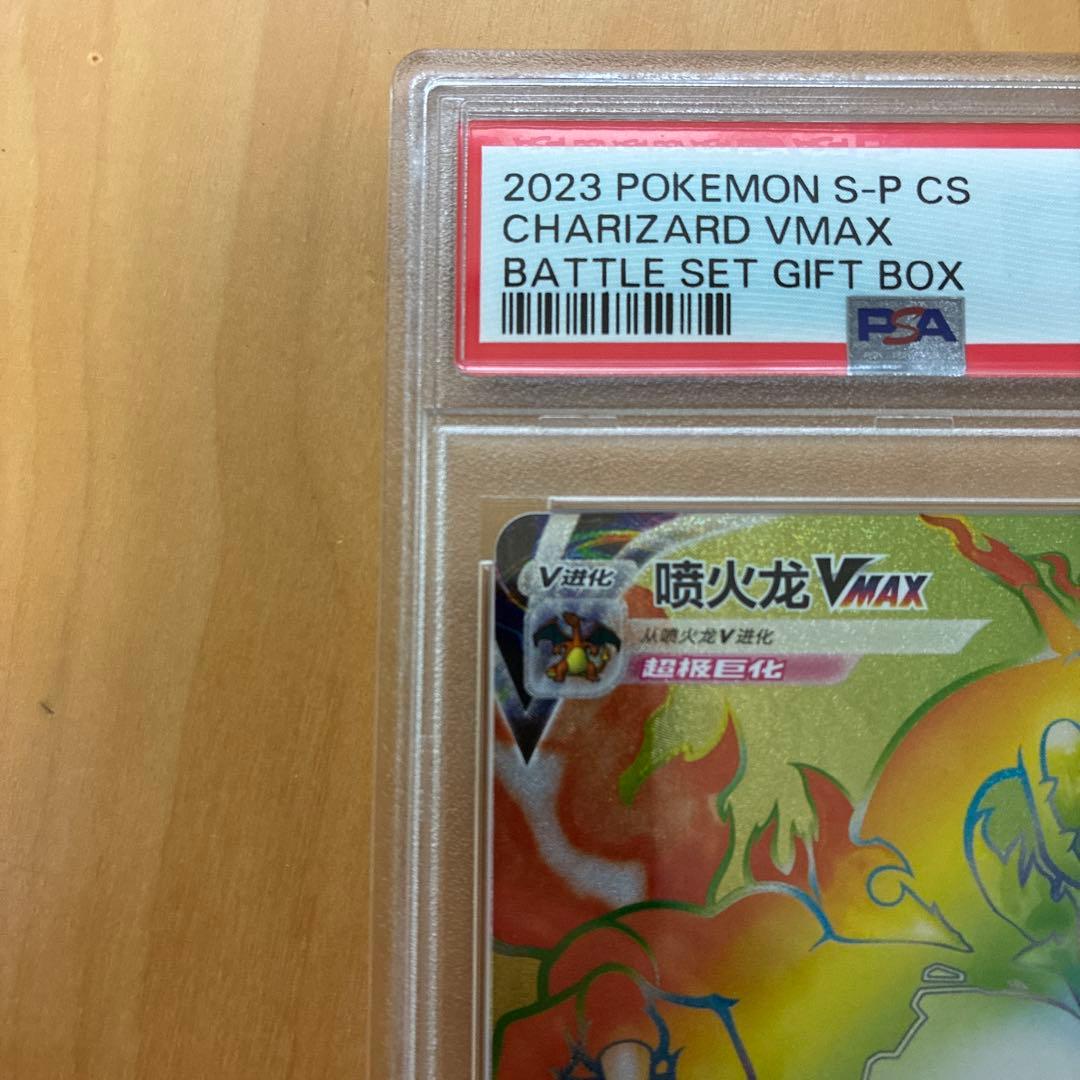 2023 POKEMON S-P CS
CHARIZARD VMAX
BATTLE SET GIFT BOX
PSA
V进化
喷火龙VMAX
从喷火龙V进化
超极巨化